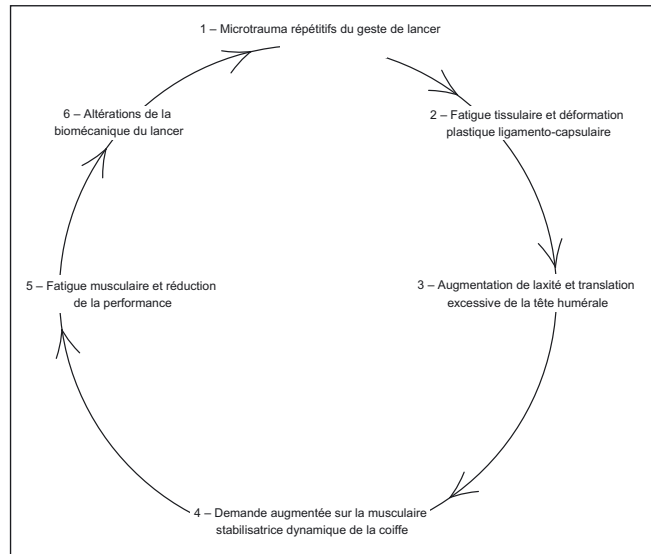 1 – Microtrauma répétitifs du geste de lancer
2 – Fatigue tissulaire et déformation
plastique ligamento-capsulaire
3 – Augmentation de laxité et translation
excessive de la tête humérale
4 – Demande augmentée sur la musculaire
stabilisatrice dynamique de la coiffe
5 – Fatigue musculaire et réduction
de la performance
6 – Altérations de la
biomécanique du lancer